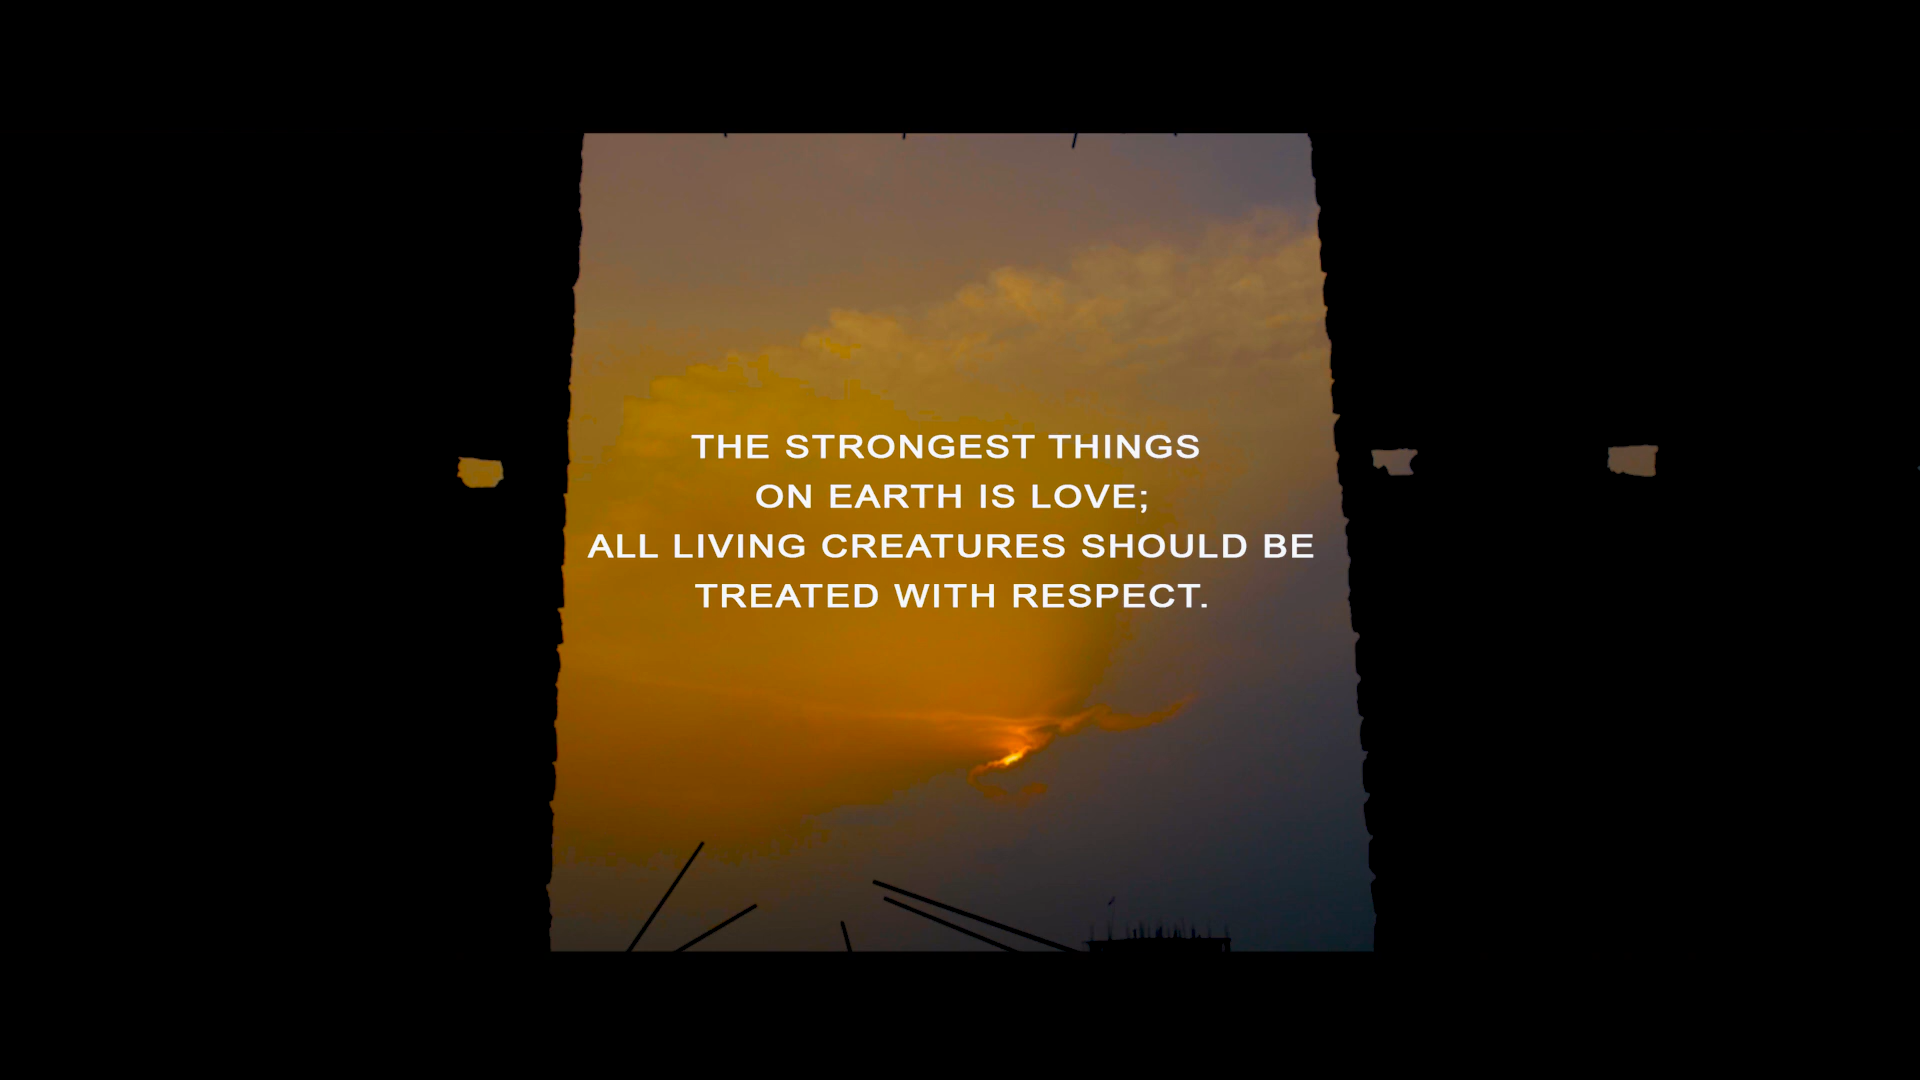 THE STRONGEST THINGS
ON EARTH IS LOVE;
ALL LIVING CREATURES SHOULD BE
TREATED WITH RESPECT.